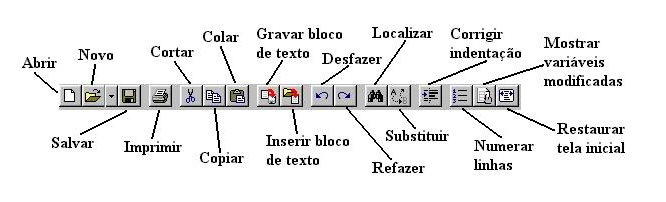 Abrir
Novo
Cortar
Colar
Gravar bloco
de texto
Desfazer
Localizar
Corrigir
indentação
Mostrar
variáveis
modificadas
Salvar
Imprimir
Copiar
Inserir bloco
de texto
Refazer
Substituir
Numerar
linhas
Restaurar
tela inicial